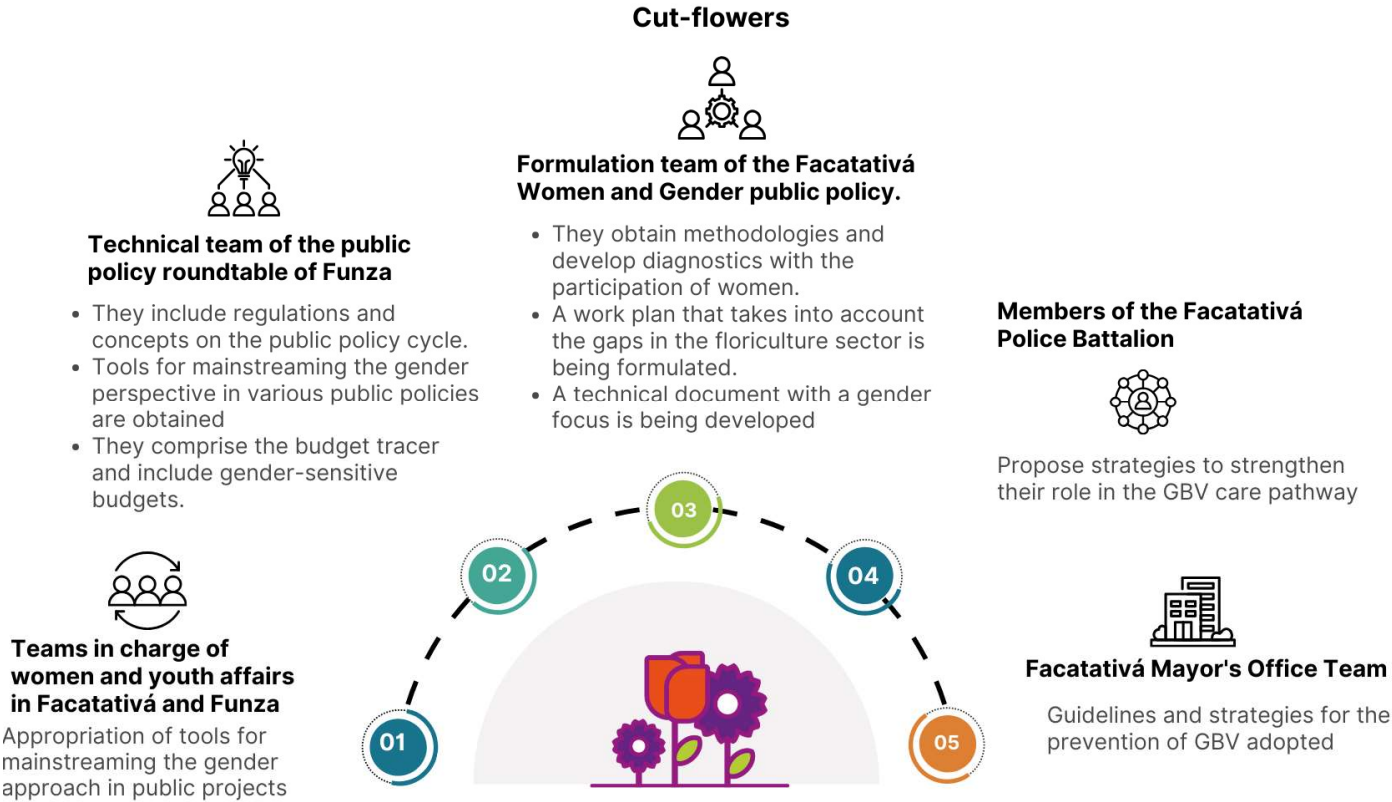 Cut-flowers
Technical team of the public
policy roundtable of Funza
• They include regulations and
concepts on the public policy cycle.
• Tools for mainstreaming the gender
perspective in various public policies
are obtained
• They comprise the budget tracer
and include gender-sensitive
budgets.
Formulation team of the Facatativá
Women and Gender public policy.
• They obtain methodologies and
develop diagnostics with the
participation of women.
• A work plan that takes into account
the gaps in the floriculture sector is
being formulated.
• A technical document with a gender
focus is being developed
Members of the Facatativá
Police Battalion
Propose strategies to strengthen
their role in the GBV care pathway
Teams in charge of
women and youth affairs
in Facatativá and Funza
Appropriation of tools for
mainstreaming the gender
approach in public projects
01
02
03
04
05
Facatativá Mayor's Office Team
Guidelines and strategies for the
prevention of GBV adopted